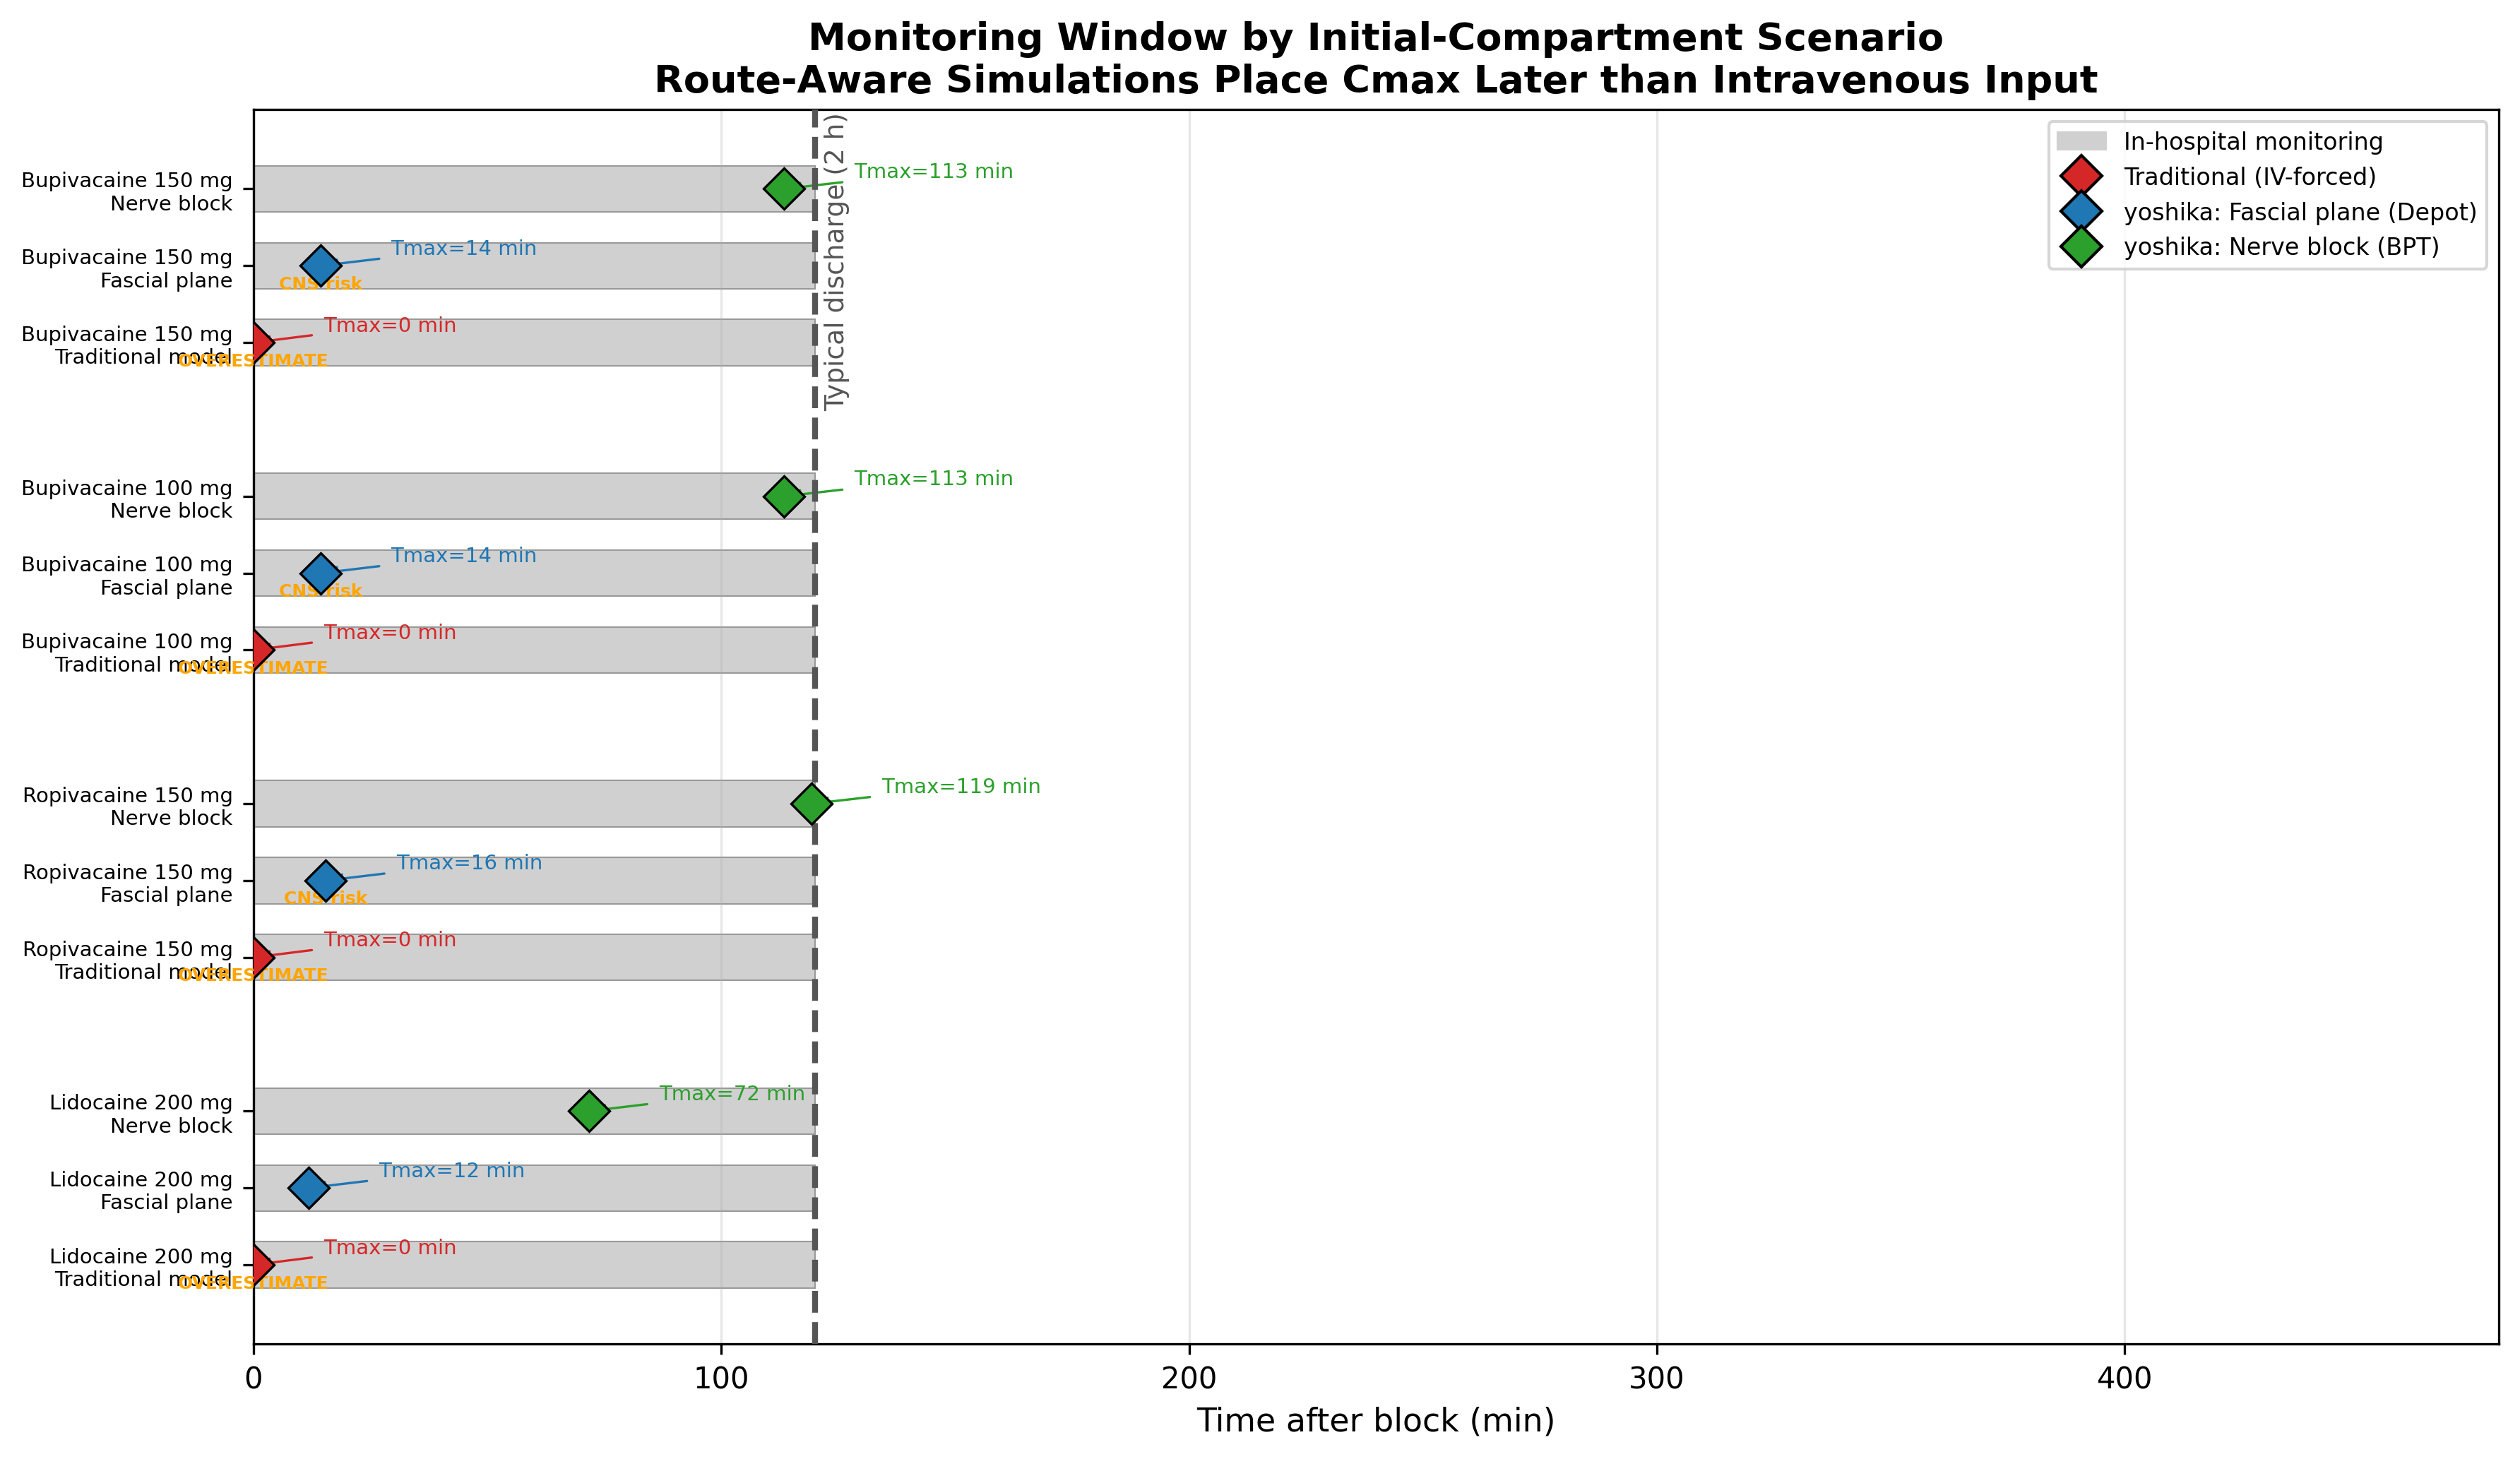 Monitoring Window by Initial-Compartment Scenario
Route-Aware Simulations Place Cmax Later than Intravenous Input
In-hospital monitoring
Traditional (IV-forced)
yoshika: Fascial plane (Depot)
yoshika: Nerve block (BPT)
Typical discharge (2 h)
Bupivacaine 150 mg
Nerve block
Tmax=113 min
Bupivacaine 150 mg
Fascial plane
Tmax=14 min
CNS risk
Bupivacaine 150 mg
Traditional model
Tmax=0 min
OVERESTIMATE
Bupivacaine 100 mg
Nerve block
Tmax=113 min
Bupivacaine 100 mg
Fascial plane
Tmax=14 min
CNS risk
Bupivacaine 100 mg
Traditional model
Tmax=0 min
OVERESTIMATE
Ropivacaine 150 mg
Nerve block
Tmax=119 min
Ropivacaine 150 mg
Fascial plane
Tmax=16 min
CNS risk
Ropivacaine 150 mg
Traditional model
Tmax=0 min
OVERESTIMATE
Lidocaine 200 mg
Nerve block
Tmax=72 min
Lidocaine 200 mg
Fascial plane
Tmax=12 min
Lidocaine 200 mg
Traditional model
Tmax=0 min
OVERESTIMATE
0 100 200 300 400
Time after block (min)